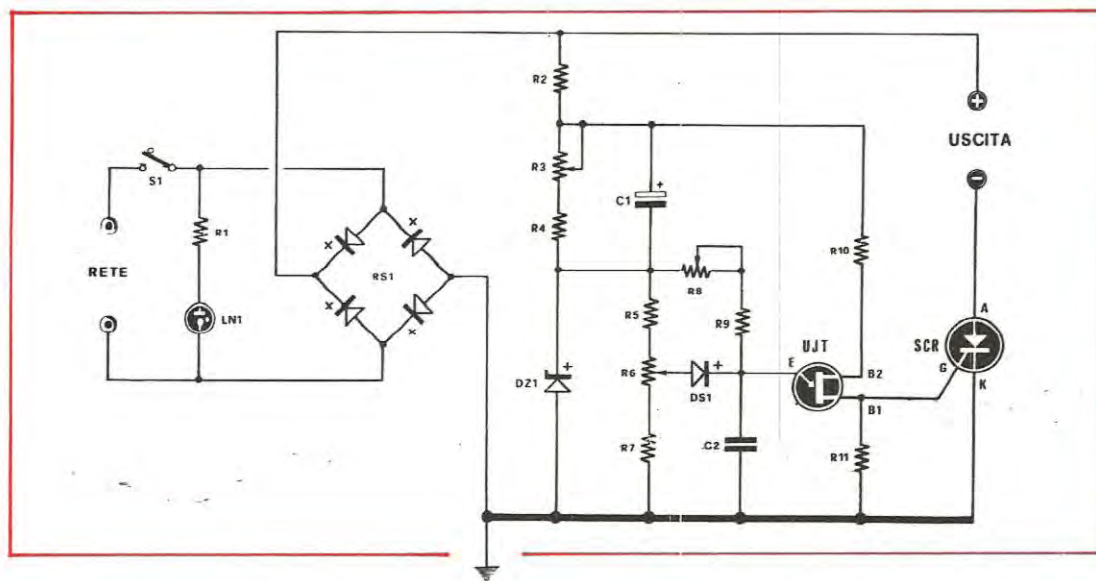 R2
+
USCITA
-
S1
R3
+
C1
R1
R4
R10
RETE
RS1
R8
A
LN1
R5
R9
UJT
SCR
E
G
DZ1
+
R6
+
DS1
B2
K
B1
R7
C2
R11